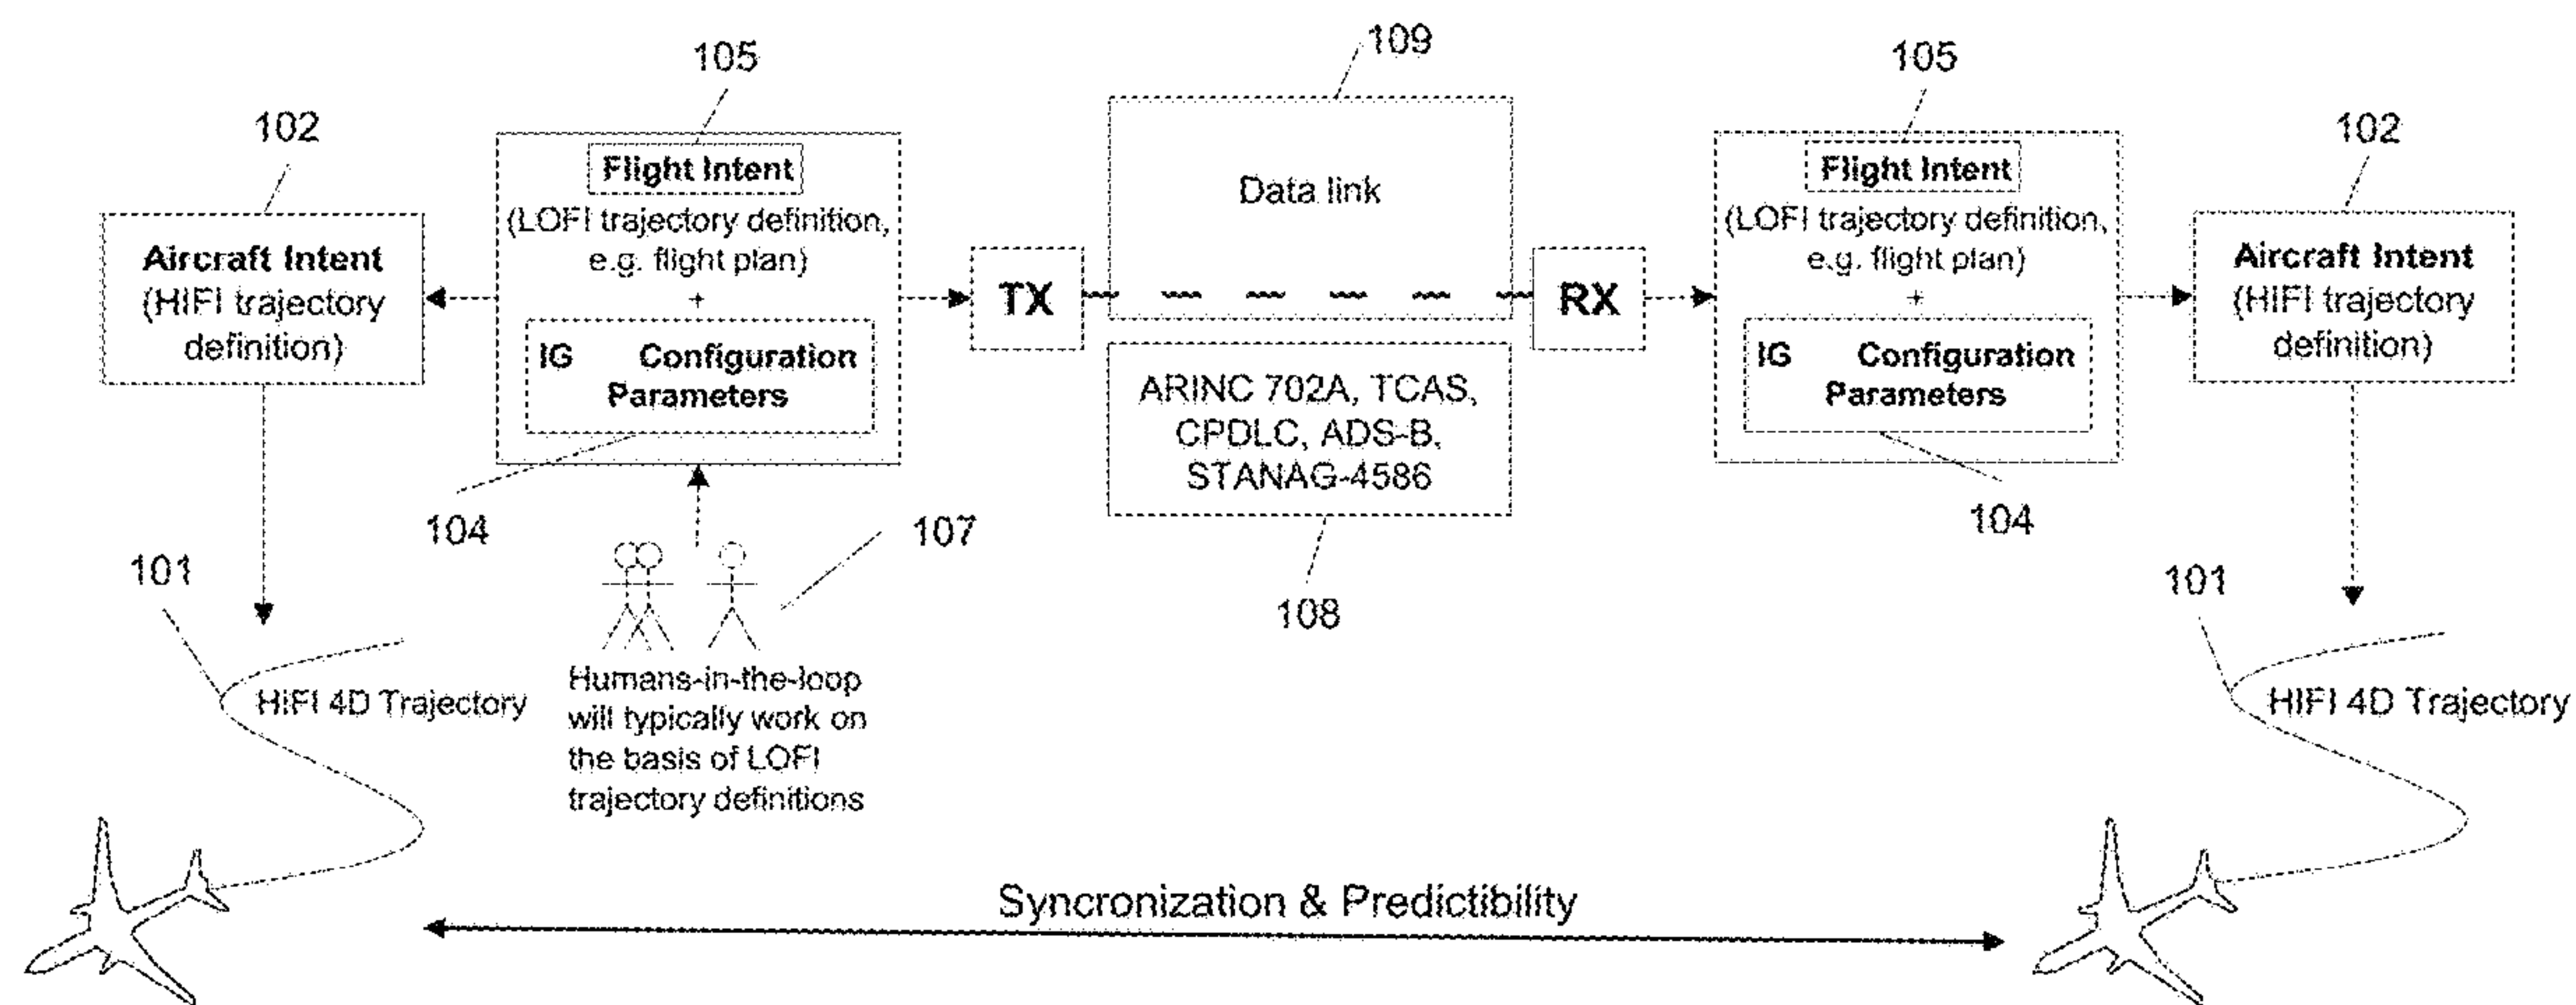 109
105
105
102
102
Flight Intent
(LOFI trajectory definition,
e.g. flight plan)
+
IG Configuration
Parameters
Data link
Flight Intent
(LOFI trajectory definition,
e.g. flight plan)
+
IG Configuration
Parameters
Aircraft Intent
(HIFI trajectory
definition)
TX
RX
Aircraft Intent
(HIFI trajectory
definition)
ARINC 702A, TCAS,
CPDLC, ADS-B,
STANAG-4586
104
107
104
101
108
101
HIFI 4D Trajectory
Humans-in-the-loop
will typically work on
the basis of LOFI
trajectory definitions
HIFI 4D Trajectory
Syncronization & Predictibility